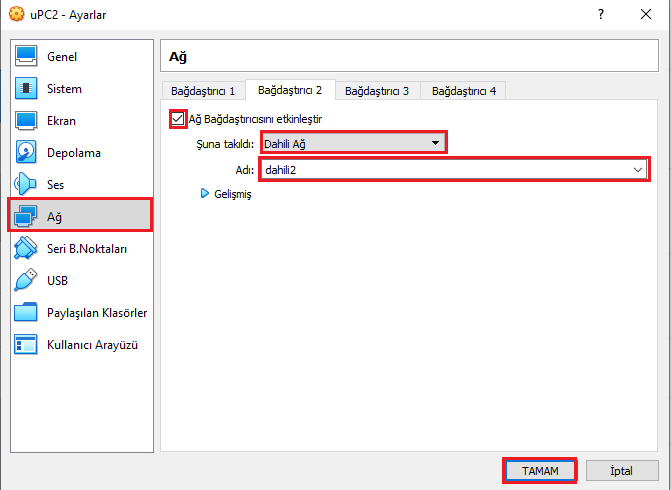 uPC2 - Ayarlar
?
Genel
Sistem
Ekran
Depolama
Ses
Ağ
Seri B.Noktaları
USB
Paylaşılan Klasörler
Kullanıcı Arayüzü
Ağ
Bağdaştırıcı 1 Bağdaştırıcı 2 Bağdaştırıcı 3 Bağdaştırıcı 4
Ağ Bağdaştırıcısını etkinleştir
Şuna takıldı: Dahili Ağ
Adı: dahili2
Gelişmiş
TAMAM İptal